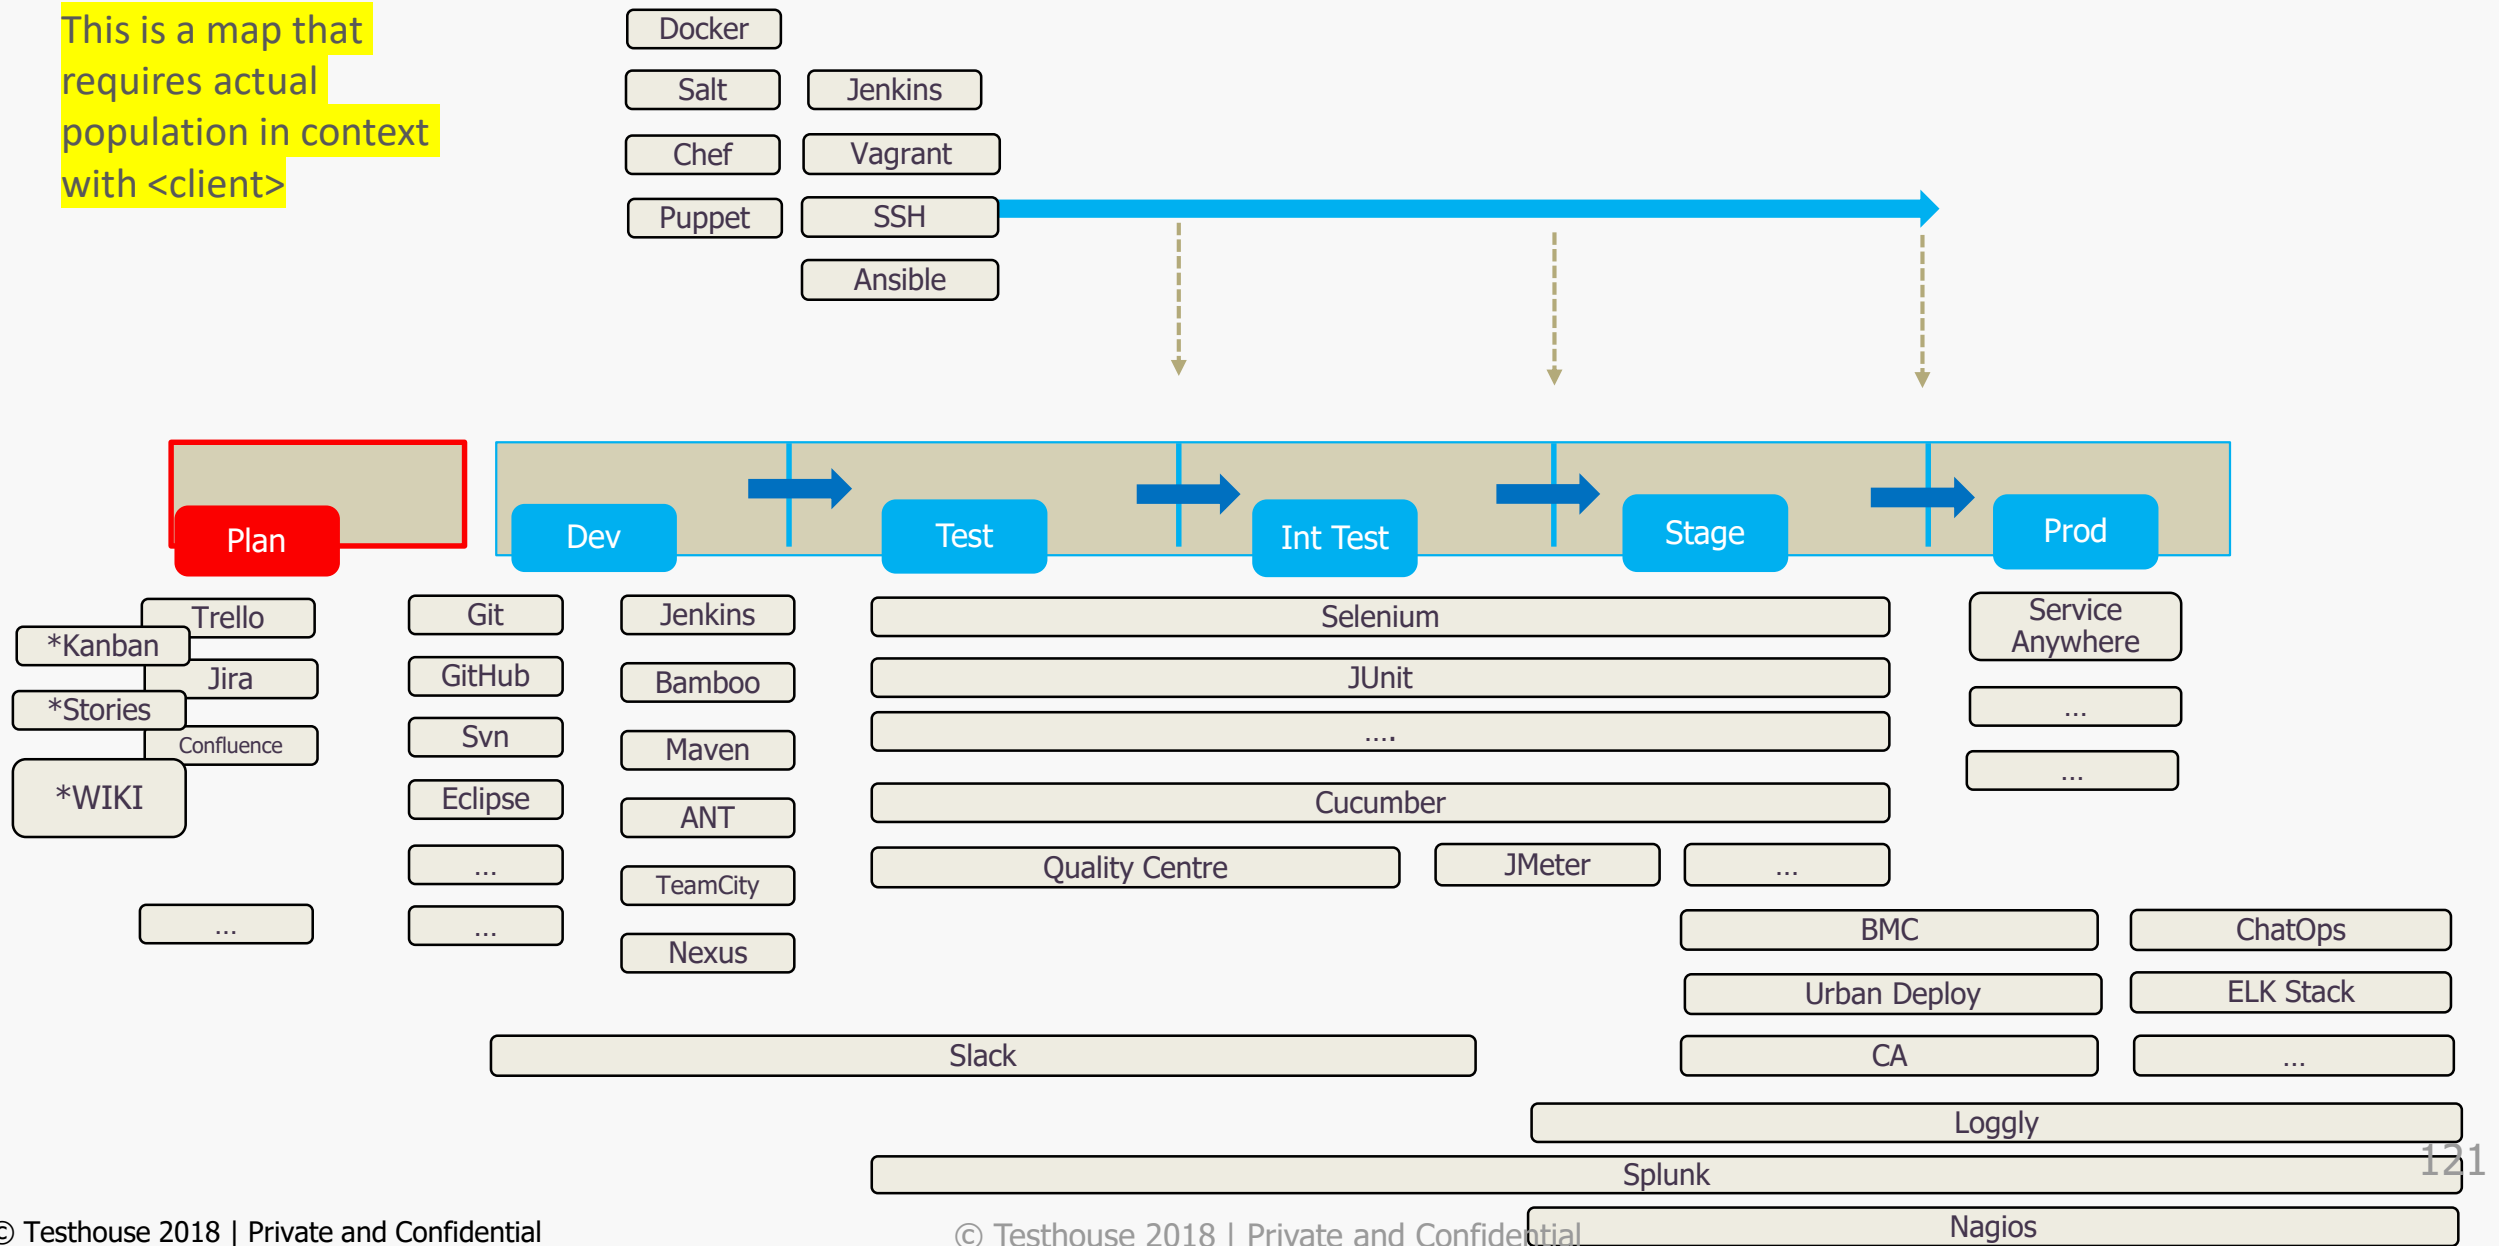 This is a map that
requires actual
population in context
with <client>
Docker
Salt
Jenkins
Chef
Vagrant
Puppet
SSH
Ansible
Plan
Dev
Test
Int Test
Stage
Prod
Trello
*Kanban
Jira
*Stories
Confluence
*WIKI
...
Git
GitHub
Svn
Eclipse
...
...
Jenkins
Bamboo
Maven
ANT
TeamCity
Nexus
Selenium
JUnit
....
Cucumber
Quality Centre
JMeter
...
Service
Anywhere
...
...
BMC
ChatOps
Urban Deploy
ELK Stack
Slack
CA
...
Loggly
121
Splunk
Nagios
© Testhouse 2018 | Private and Confidential
© Testhouse 2018 | Private and Confidential